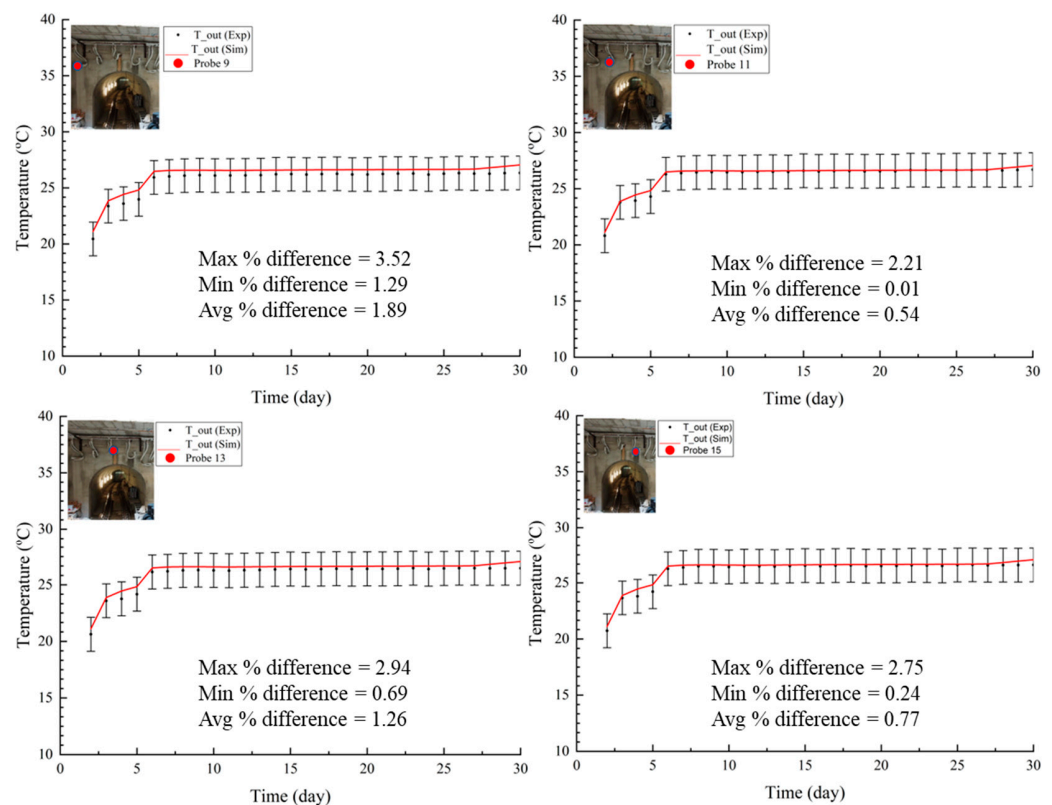 T_out (Exp)
T_out (Sim)
Probe 9
Temperature (ºC)
40
35
30
25
20
15
10
0
5
10
15
20
25
30
Max % difference = 3.52
Min % difference = 1.29
Avg % difference = 1.89
Time (day)
T_out (Exp)
T_out (Sim)
Probe 11
Temperature (ºC)
40
35
30
25
20
15
10
0
5
10
15
20
25
30
Max % difference = 2.21
Min % difference = 0.01
Avg % difference = 0.54
Time (day)
T_out (Exp)
T_out (Sim)
Probe 13
Temperature (ºC)
40
35
30
25
20
15
10
0
5
10
15
20
25
30
Max % difference = 2.94
Min % difference = 0.69
Avg % difference = 1.26
Time (day)
T_out (Exp)
T_out (Sim)
Probe 15
Temperature (ºC)
40
35
30
25
20
15
10
0
5
10
15
20
25
30
Max % difference = 2.75
Min % difference = 0.24
Avg % difference = 0.77
Time (day)